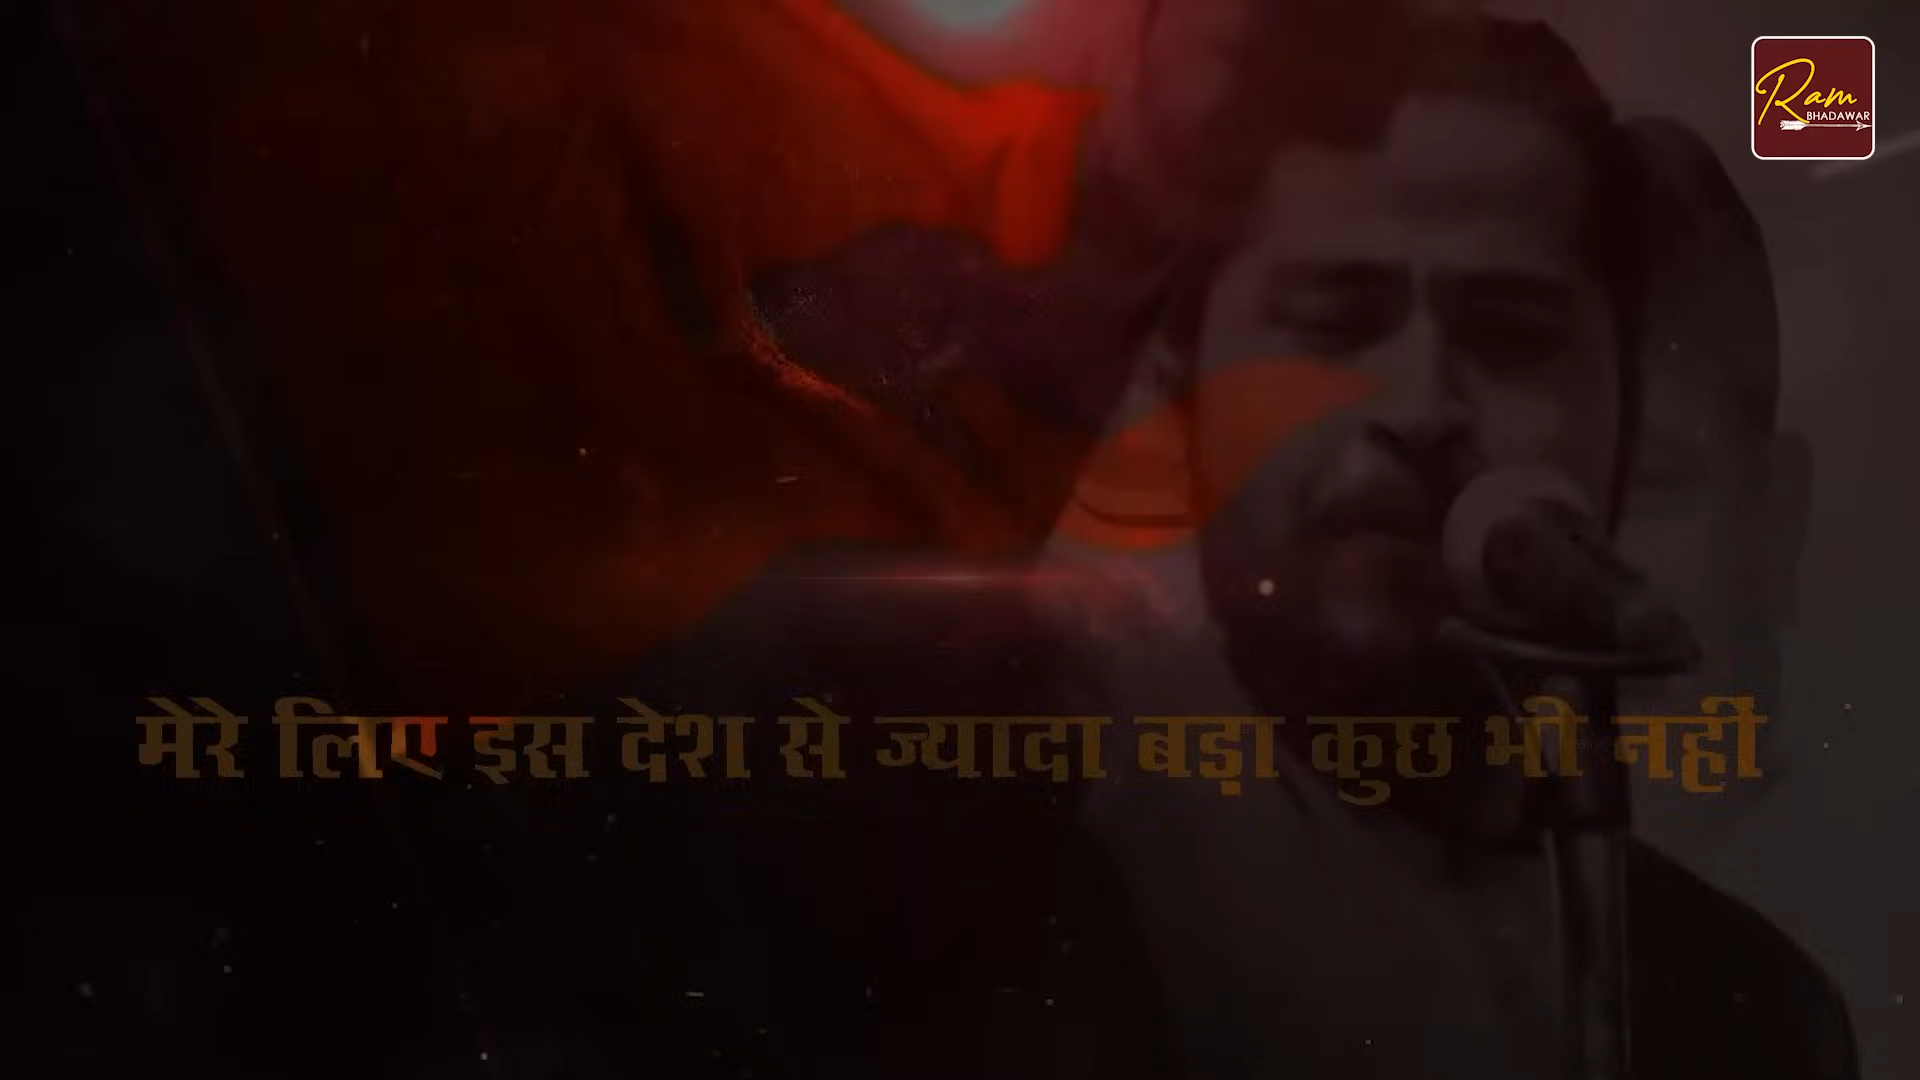 Ram
BHADAWAR
मेरे लिए इस देश से ज्यादा बड़ा कुछ भी नहीं